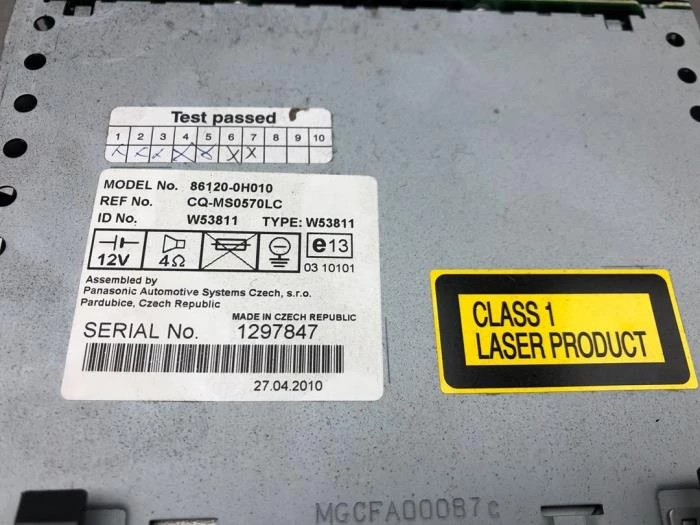 Test passed
1 2 3 4 5 6 7 8 9 10
X X X X X X X
MODEL No. 86120-0H010
REF No. CQ-MS0570LC
ID No. W53811 TYPE: W53811
12V 4Ω e13
03 10101
Assembled by
Panasonic Automotive Systems Czech, s.r.o.
Pardubice, Czech Republic
MADE IN CZECH REPUBLIC
SERIAL No. 1297847
27.04.2010
CLASS 1
LASER PRODUCT
MGCFA00087c